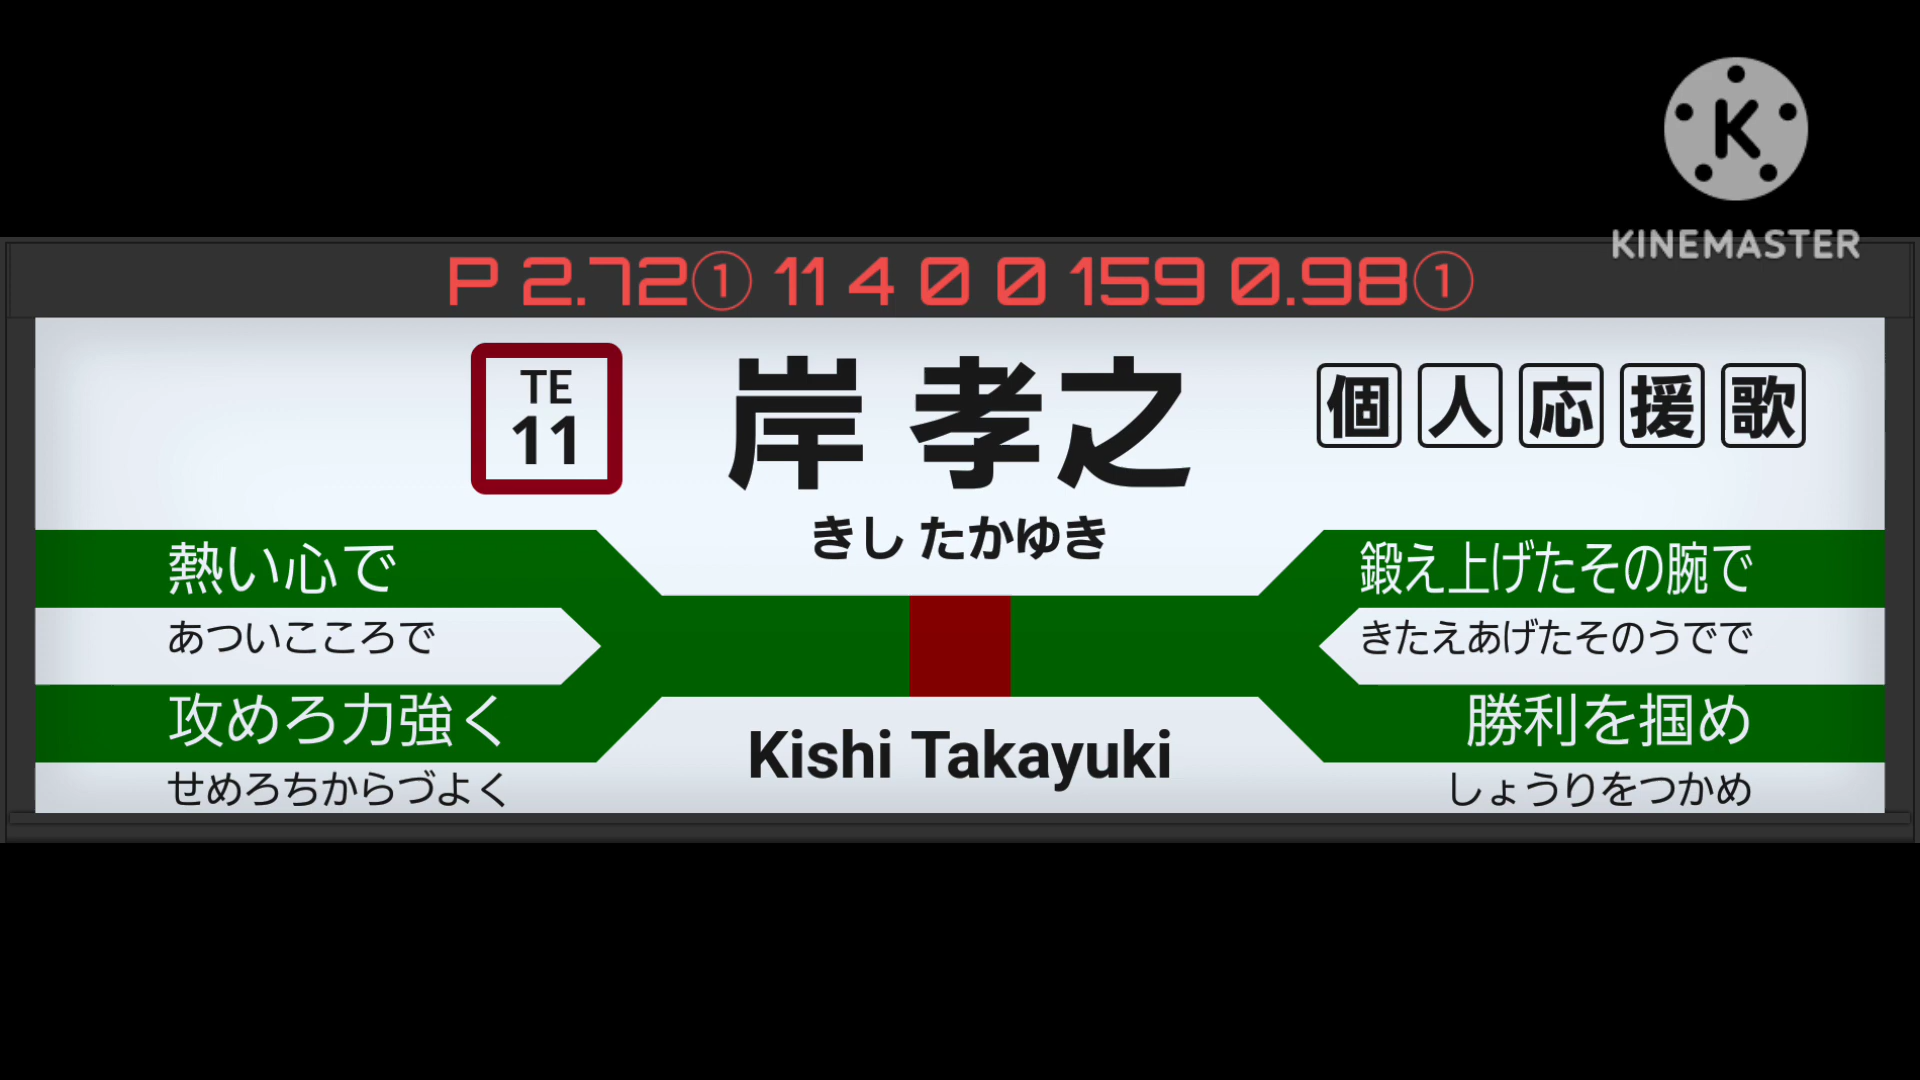 KINEMASTER
P 2.72① 11 4 0 0 159 0.98①
TE
11
岸 孝之
個人応援歌
きし たかゆき
熱い心で
あついこころで
攻めろ力強く
せめろちからづよく
鍛え上げたその腕で
きたえあげたそのうでで
勝利を掴め
しょうりをつかめ
Kishi Takayuki